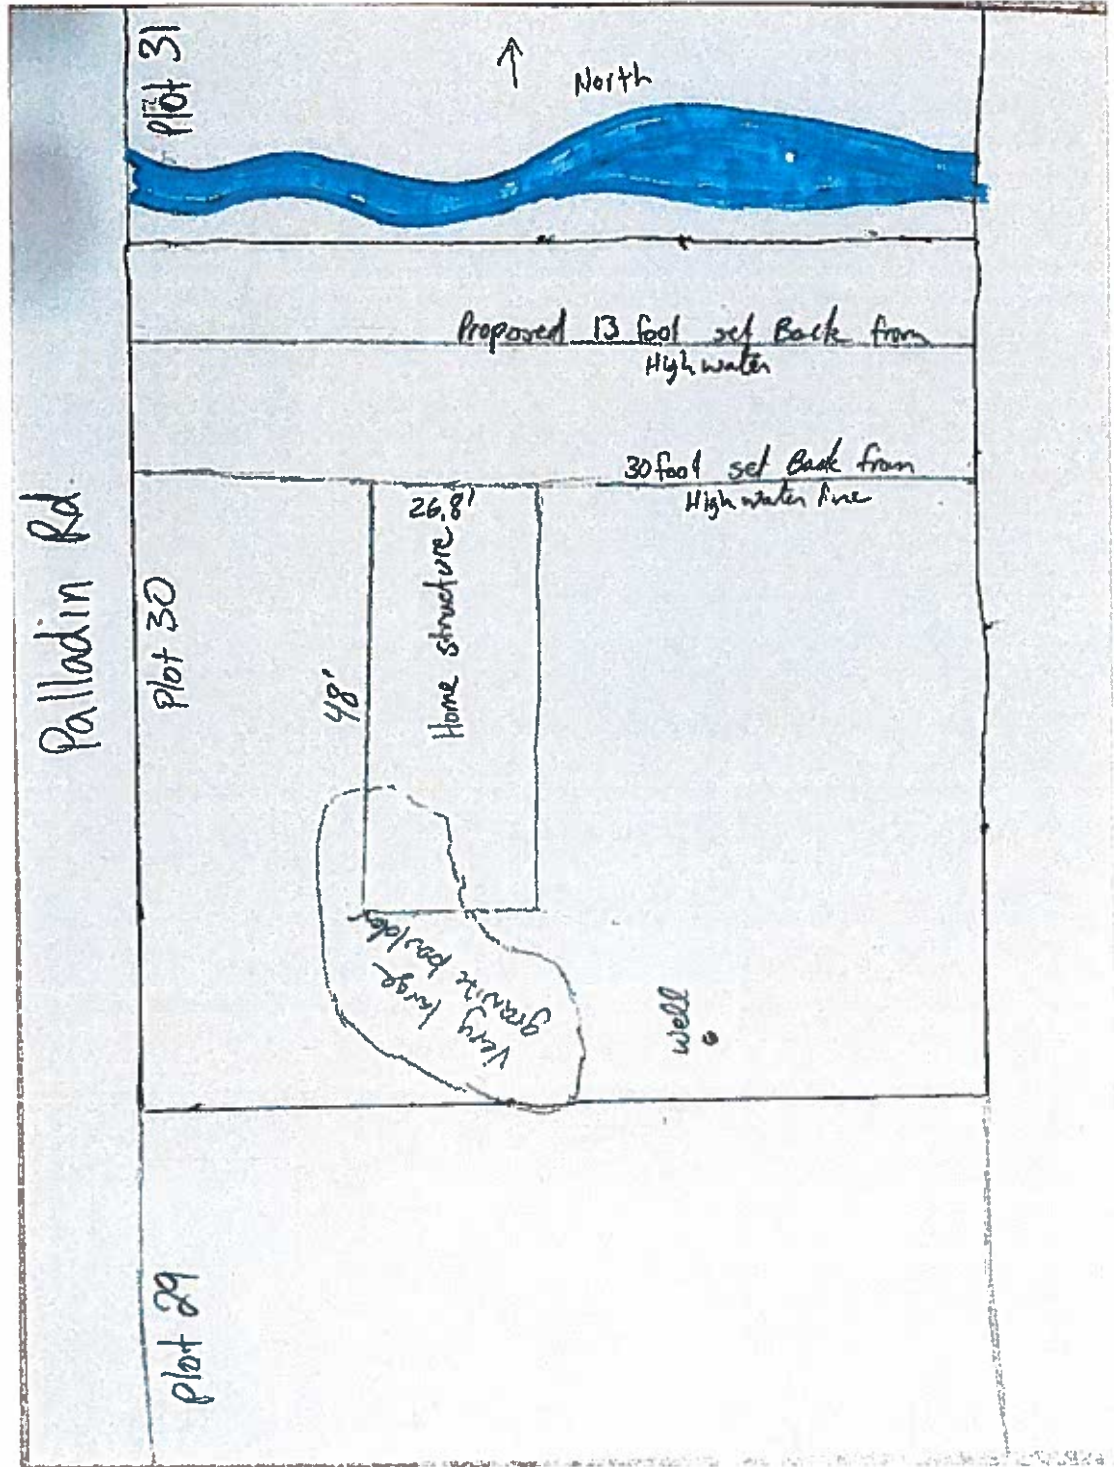 Plot 31
North
Proposed 13 foot set Back from
High water
30 foot set Back from
High water line
Palladin Rd.
Plot 30
26.8'
48'
Home structure
Very large
granite boulder
well
plot 29